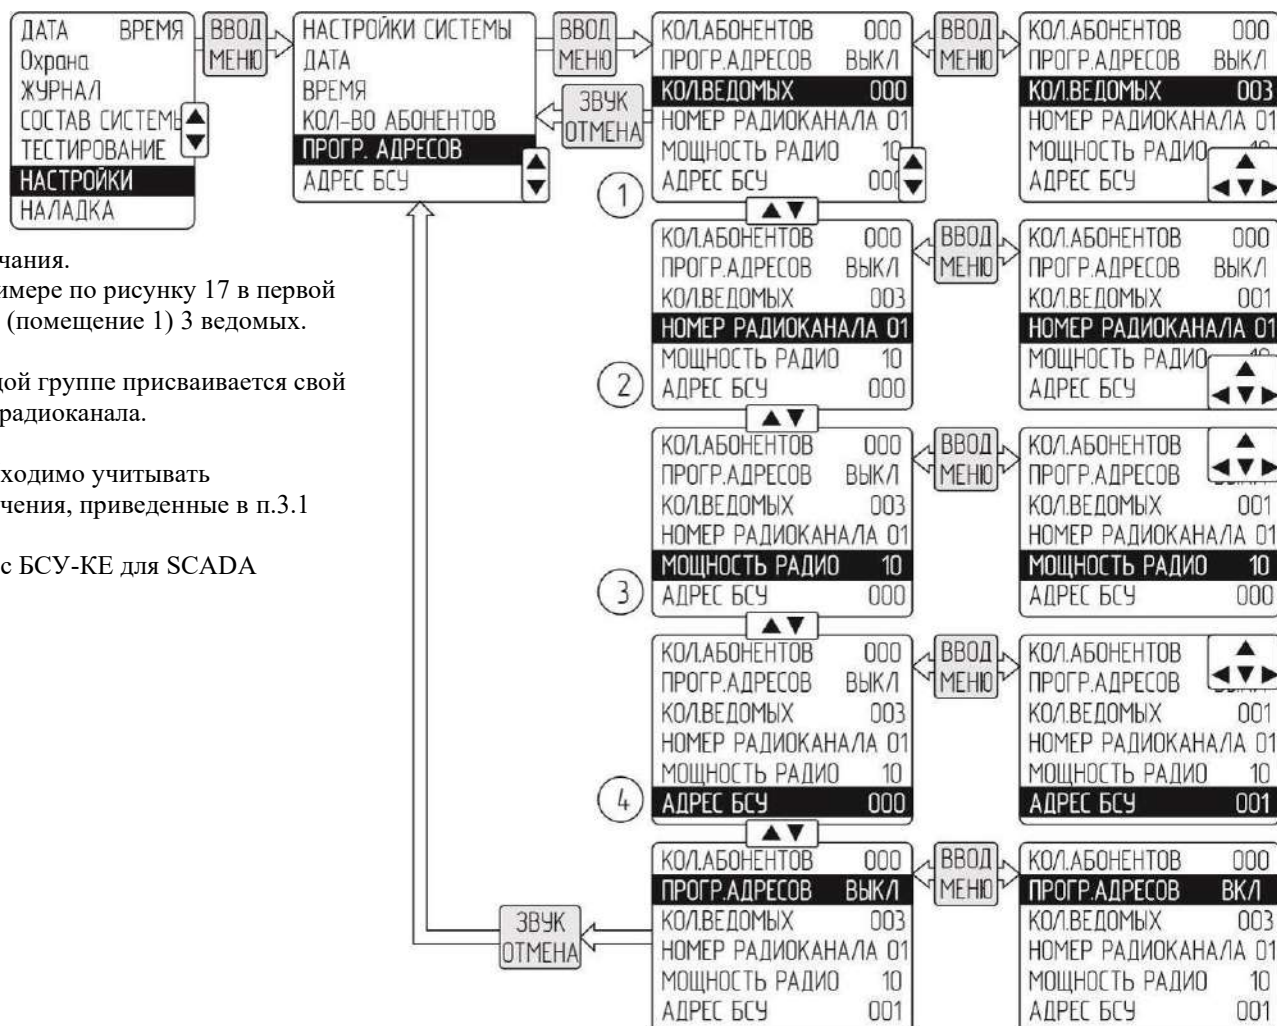 ДАТА ВРЕМЯ
Охрана
ЖУРНАЛ
СОСТАВ СИСТЕМЫ
ТЕСТИРОВАНИЕ
НАСТРОЙКИ
НАЛАДКА
ВВОД
МЕНЮ
НАСТРОЙКИ СИСТЕМЫ
ДАТА
ВРЕМЯ
КОЛ-ВО АБОНЕНТОВ
ПРОГР. АДРЕСОВ
АДРЕС БСУ
ВВОД
МЕНЮ
ЗВУК
ОТМЕНА
1
КОЛ.АБОНЕНТОВ 000
ПРОГР.АДРЕСОВ ВЫКЛ
КОЛ.ВЕДОМЫХ 000
НОМЕР РАДИОКАНАЛА 01
МОЩНОСТЬ РАДИО 10
АДРЕС БСУ 000
ВВОД
МЕНЮ
КОЛ.АБОНЕНТОВ 000
ПРОГР.АДРЕСОВ ВЫКЛ
КОЛ.ВЕДОМЫХ 003
НОМЕР РАДИОКАНАЛА 01
МОЩНОСТЬ РАДИО
АДРЕС БСУ
чания.
имере по рисунку 17 в первой
(помещение 1) 3 ведомых.
дой группе присваивается свой
радиоканала.
ходимо учитывать
чения, приведенные в п.3.1
с БСУ-КЕ для SCADA
2
КОЛ.АБОНЕНТОВ 000
ПРОГР.АДРЕСОВ ВЫКЛ
КОЛ.ВЕДОМЫХ 003
НОМЕР РАДИОКАНАЛА 01
МОЩНОСТЬ РАДИО 10
АДРЕС БСУ 000
ВВОД
МЕНЮ
КОЛ.АБОНЕНТОВ 000
ПРОГР.АДРЕСОВ ВЫКЛ
КОЛ.ВЕДОМЫХ 001
НОМЕР РАДИОКАНАЛА 01
МОЩНОСТЬ РАДИО
АДРЕС БСУ
3
КОЛ.АБОНЕНТОВ 000
ПРОГР.АДРЕСОВ ВЫКЛ
КОЛ.ВЕДОМЫХ 003
НОМЕР РАДИОКАНАЛА 01
МОЩНОСТЬ РАДИО 10
АДРЕС БСУ 000
ВВОД
МЕНЮ
КОЛ.АБОНЕНТОВ
ПРОГР.АДРЕСОВ
КОЛ.ВЕДОМЫХ 001
НОМЕР РАДИОКАНАЛА 01
МОЩНОСТЬ РАДИО 10
АДРЕС БСУ 000
4
КОЛ.АБОНЕНТОВ 000
ПРОГР.АДРЕСОВ ВЫКЛ
КОЛ.ВЕДОМЫХ 003
НОМЕР РАДИОКАНАЛА 01
МОЩНОСТЬ РАДИО 10
АДРЕС БСУ 000
ВВОД
МЕНЮ
КОЛ.АБОНЕНТОВ
ПРОГР.АДРЕСОВ
КОЛ.ВЕДОМЫХ 001
НОМЕР РАДИОКАНАЛА 01
МОЩНОСТЬ РАДИО 10
АДРЕС БСУ 001
ЗВУК
ОТМЕНА
КОЛ.АБОНЕНТОВ 000
ПРОГР.АДРЕСОВ ВЫКЛ
КОЛ.ВЕДОМЫХ 003
НОМЕР РАДИОКАНАЛА 01
МОЩНОСТЬ РАДИО 10
АДРЕС БСУ 001
ВВОД
МЕНЮ
КОЛ.АБОНЕНТОВ 000
ПРОГР.АДРЕСОВ ВКЛ
КОЛ.ВЕДОМЫХ 003
НОМЕР РАДИОКАНАЛА 01
МОЩНОСТЬ РАДИО 10
АДРЕС БСУ 001